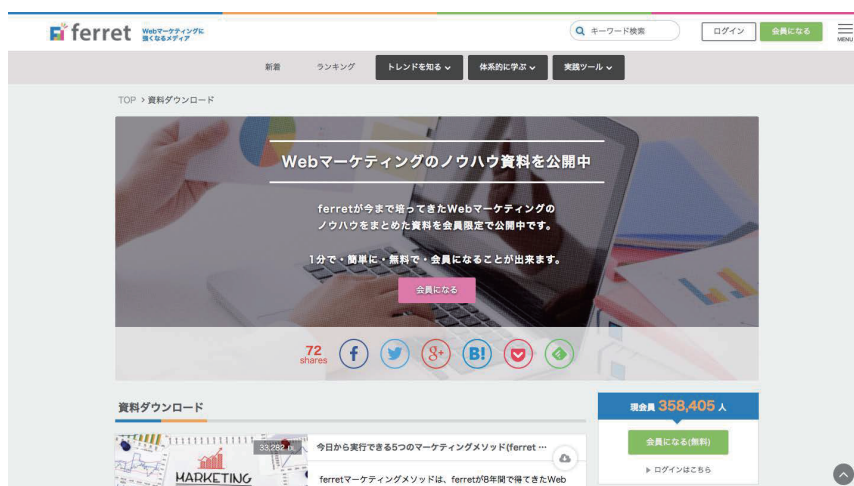 ferret
Webマーケティングに
強くなるメディア
キーワード検索
ログイン
会員になる
MENU
新着
ランキング
トレンドを知る
体系的に学ぶ
実践ツール
TOP > 資料ダウンロード
Webマーケティングのノウハウ資料を公開中
ferretが今まで培ってきたWebマーケティングの
ノウハウをまとめた資料を会員限定で公開中です。
1分で・簡単に・無料で・会員になることが出来ます。
会員になる
72
shares
f
g+
B!
資料ダウンロード
現会員 358,405 人
会員になる(無料)
ログインはこちら
33,282
MARKETING
今日から実行できる5つのマーケティングメソッド(ferret …
ferretマーケティングメソッドは、ferretが8年間で得てきたWeb